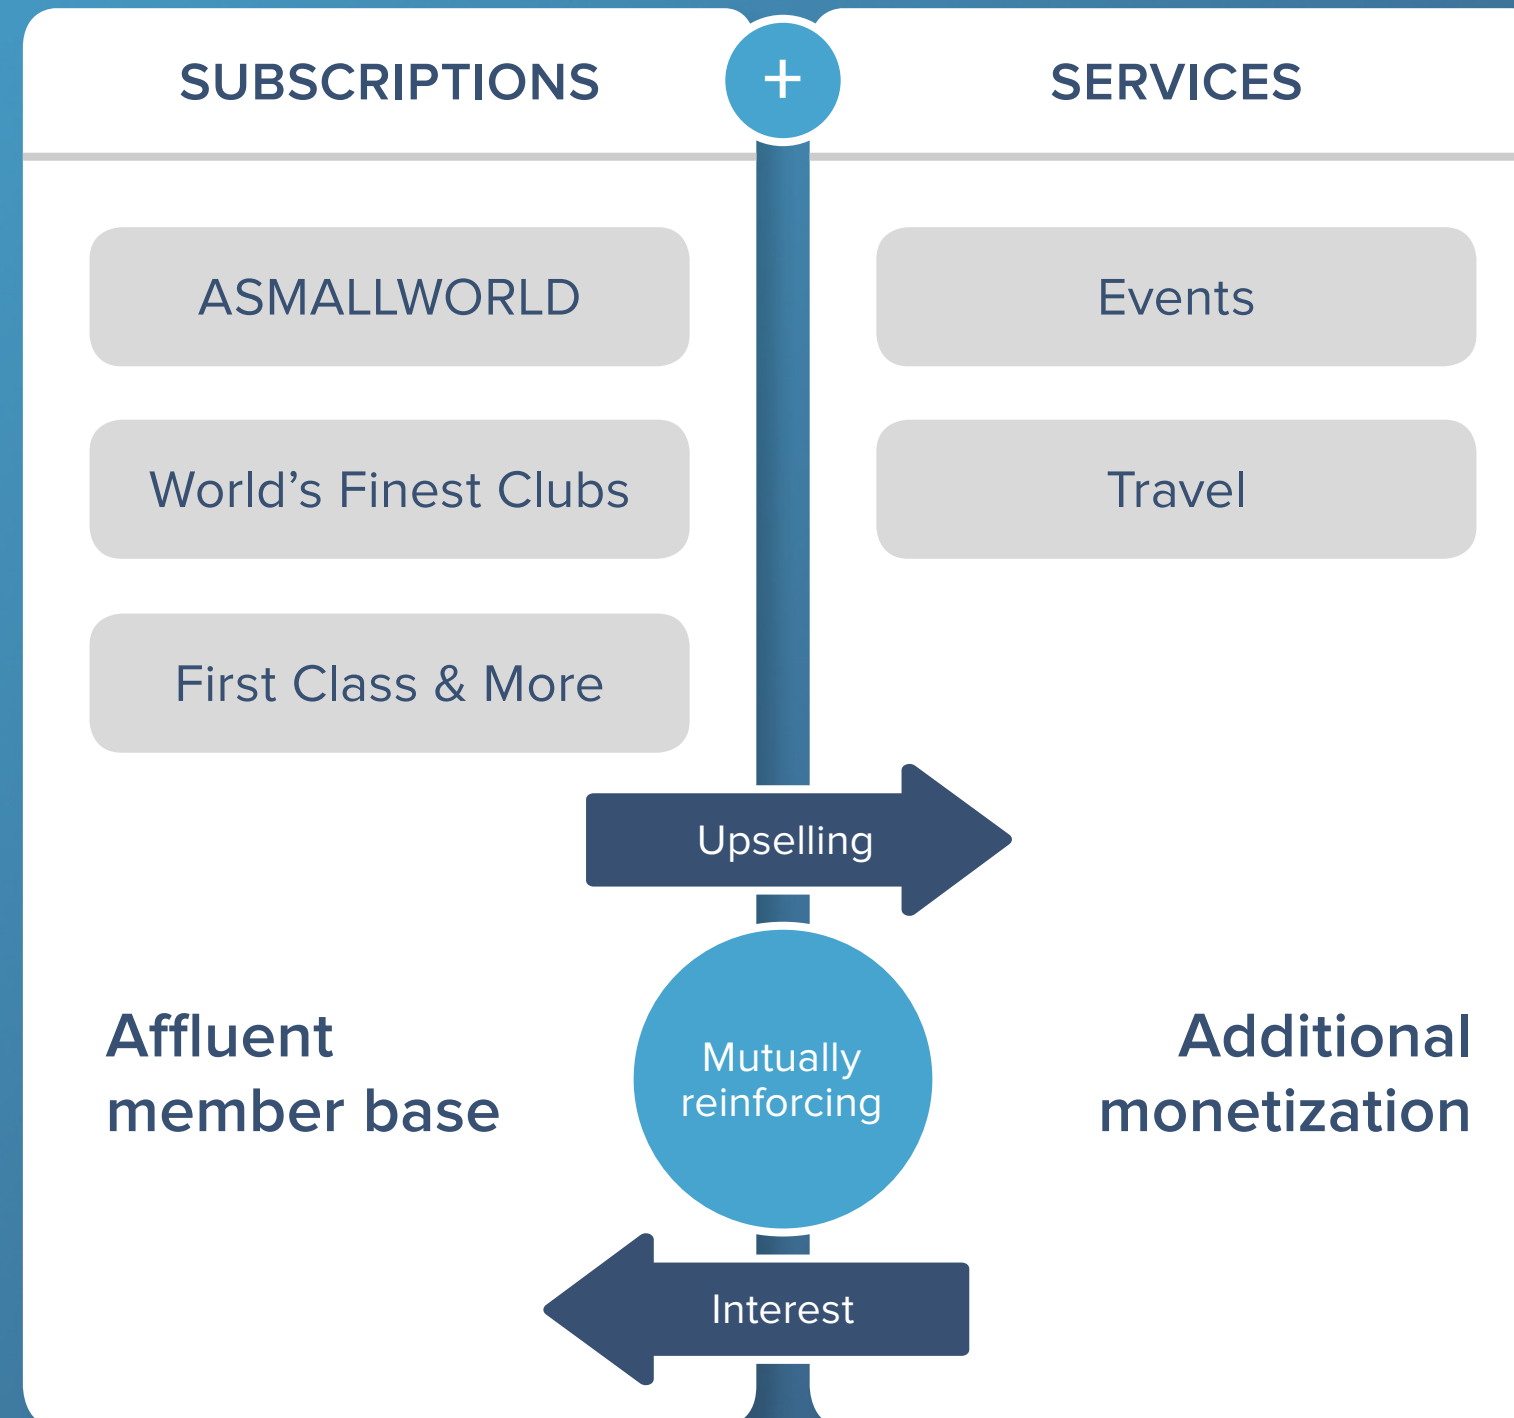 SUBSCRIPTIONS
+
SERVICES
ASMALLWORLD
World’s Finest Clubs
First Class & More
Events
Travel
Upselling
Affluent
member base
Mutually
reinforcing
Additional
monetization
Interest